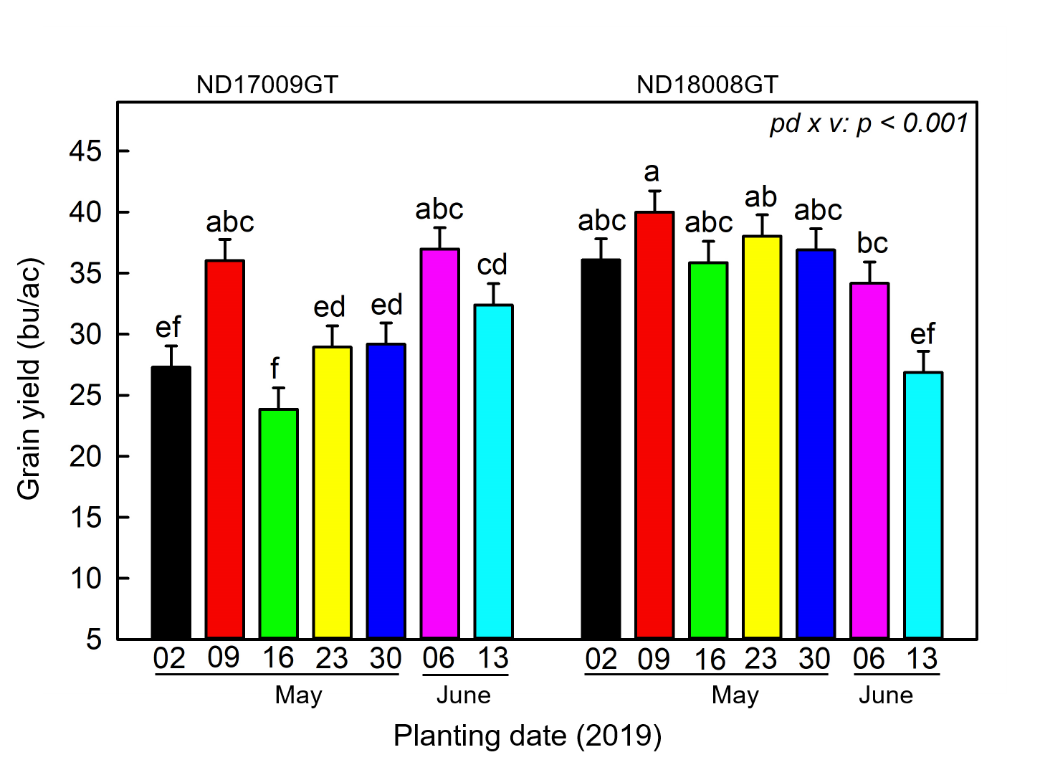 ND17009GT ND18008GT
pd x v: p < 0.001
Grain yield (bu/ac)
45
40
35
30
25
20
15
10
5
ef abc f ed ed abc cd
abc a abc ab abc bc ef
02 09 16 23 30 06 13 02 09 16 23 30 06 13
May June May June
Planting date (2019)